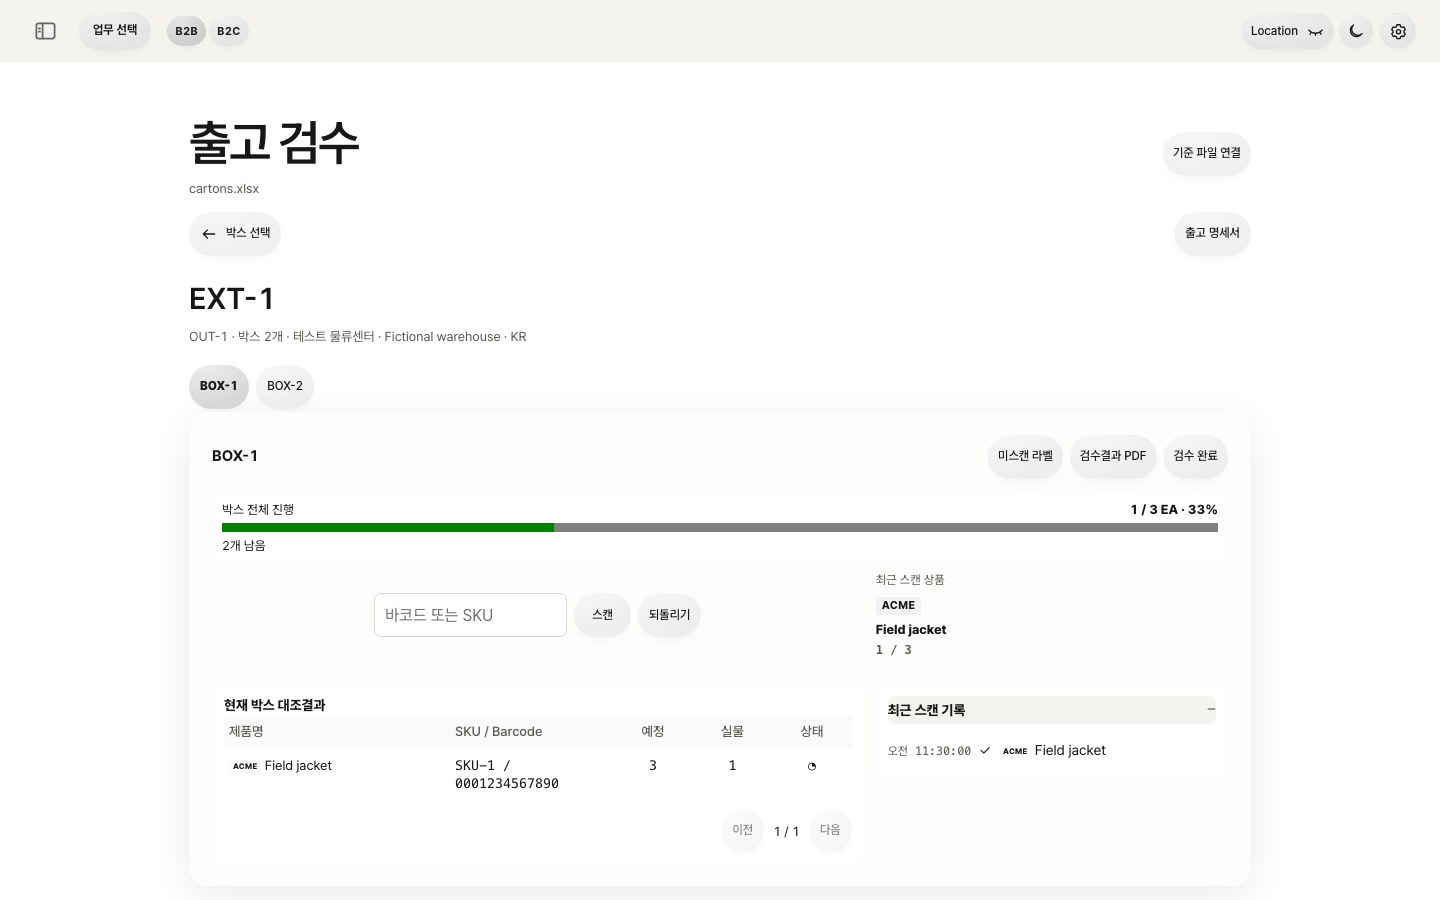 업무 선택
B2B
B2C
Location
출고 검수
기준 파일 연결
cartons.xlsx
박스 선택
출고 명세서
EXT-1
OUT-1 · 박스 2개 · 테스트 물류센터 · Fictional warehouse · KR
BOX-1
BOX-2
BOX-1
미스캔 라벨
검수결과 PDF
검수 완료
박스 전체 진행
1 / 3 EA · 33%
2개 남음
바코드 또는 SKU
스캔
되돌리기
최근 스캔 상품
ACME
Field jacket
1 / 3
현재 박스 대조결과
제품명 SKU / Barcode 예정 실물 상태
ACME Field jacket SKU-1 / 3 1
0001234567890
이전 1 / 1 다음
최근 스캔 기록
오전 11:30:00 ✓ ACME Field jacket